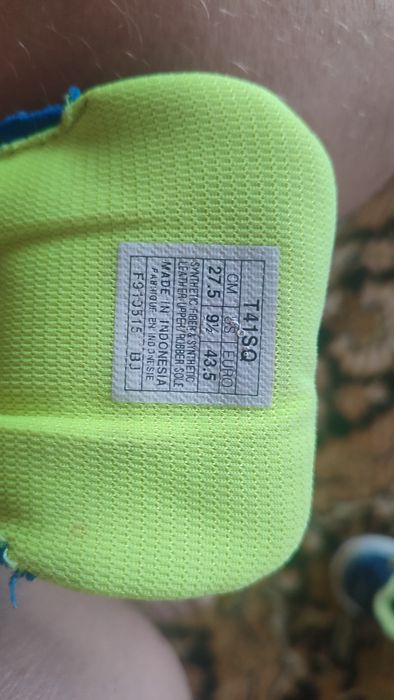 T41SQ
CM US EURO
27.5 9½ 43.5
SYNTHETIC FIBER & SYNTHETIC
LEATHER UPPER / RUBBER SOLE
MADE IN INDONESIA
FABRIQUE EN INDONESIE
BJ